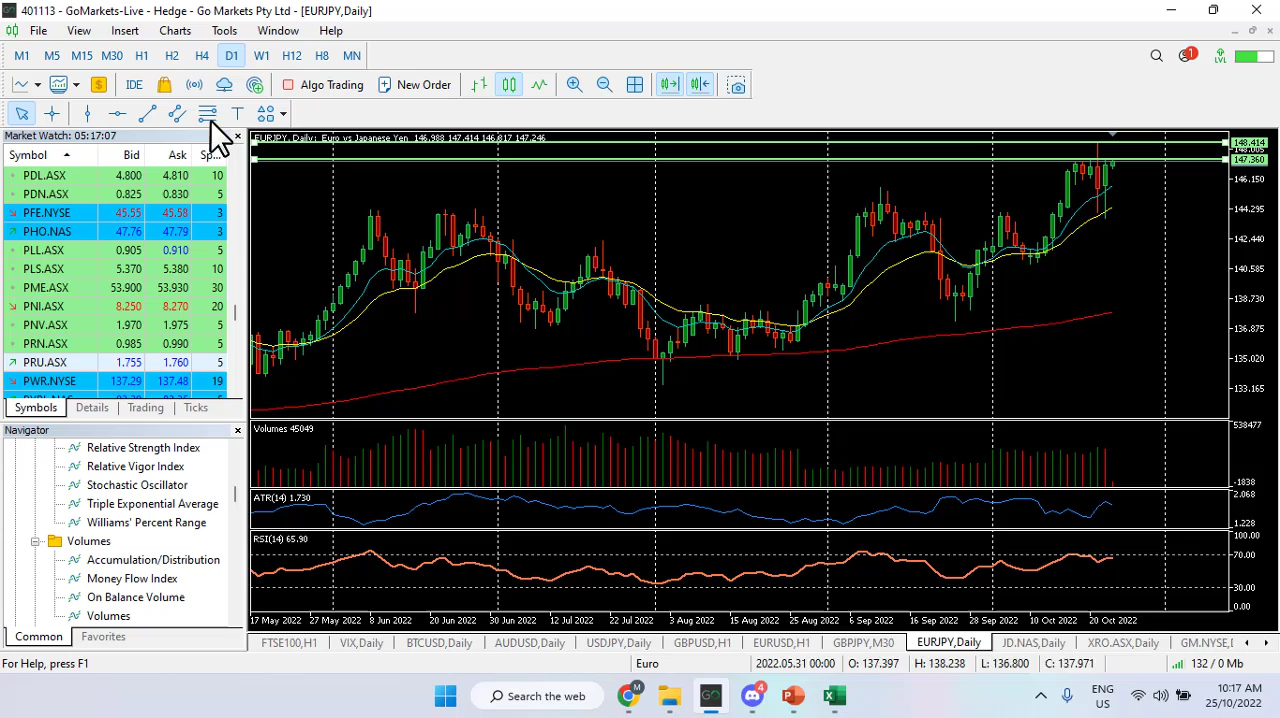 401113 - GoMarkets-Live - Hedge - Go Markets Pty Ltd - [EURJPY,Daily]
File View Insert Charts Tools Window Help
M1 M5 M15 M30 H1 H2 H4 D1 W1 H12 H8 MN
1
LVL
IDE Algo Trading New Order
Market Watch: 05:17:07
Symbol Bid Ask Sp...
PDL.ASX 4.800 4.810 10
PDN.ASX 0.825 0.830 5
PFE.NYSE 45.55 45.58 3
PHO.NAS 47.76 47.79 3
PLL.ASX 0.905 0.910 5
PLS.ASX 5.370 5.380 10
PME.ASX 53.900 53.930 30
PNI.ASX 8.250 8.270 20
PNV.ASX 1.970 1.975 5
PRN.ASX 0.985 0.990 5
PRU.ASX 1.755 1.760 5
PWR.NYSE 137.29 137.48 19
Symbols Details Trading Ticks
Navigator
Relative Strength Index
Relative Vigor Index
Stochastic Oscillator
Triple Exponential Average
Williams' Percent Range
Volumes
Accumulation/Distribution
Money Flow Index
On Balance Volume
Volumes
Common Favorites
EURJPY, Daily: Euro vs Japanese Yen 146.988 147.414 146.817 147.246
148.414
148.005
147.360
146.150
144.295
142.440
140.585
138.730
136.875
135.020
133.165
Volumes 45049
538477
-1838
ATR(14) 1.730
2.068
1.228
RSI(14) 65.90
100.00
70.00
30.00
0.00
17 May 2022 27 May 2022 8 Jun 2022 20 Jun 2022 30 Jun 2022 12 Jul 2022 22 Jul 2022 3 Aug 2022 15 Aug 2022 25 Aug 2022 6 Sep 2022 16 Sep 2022 28 Sep 2022 10 Oct 2022 20 Oct 2022
FTSE100,H1 VIX,Daily BTCUSD,Daily AUDUSD,Daily USDJPY,Daily GBPUSD,H1 EURUSD,H1 GBPJPY,M30 EURJPY,Daily JD.NAS,Daily XRO.ASX,Daily GM.NYSE,
For Help, press F1
Euro
2022.05.31 00:00 O: 137.397 H: 138.238 L: 136.800 C: 137.971 132 / 0 Mb
Search the web
M
GO
4
ENG
US
10:17 AM
25/10/2022